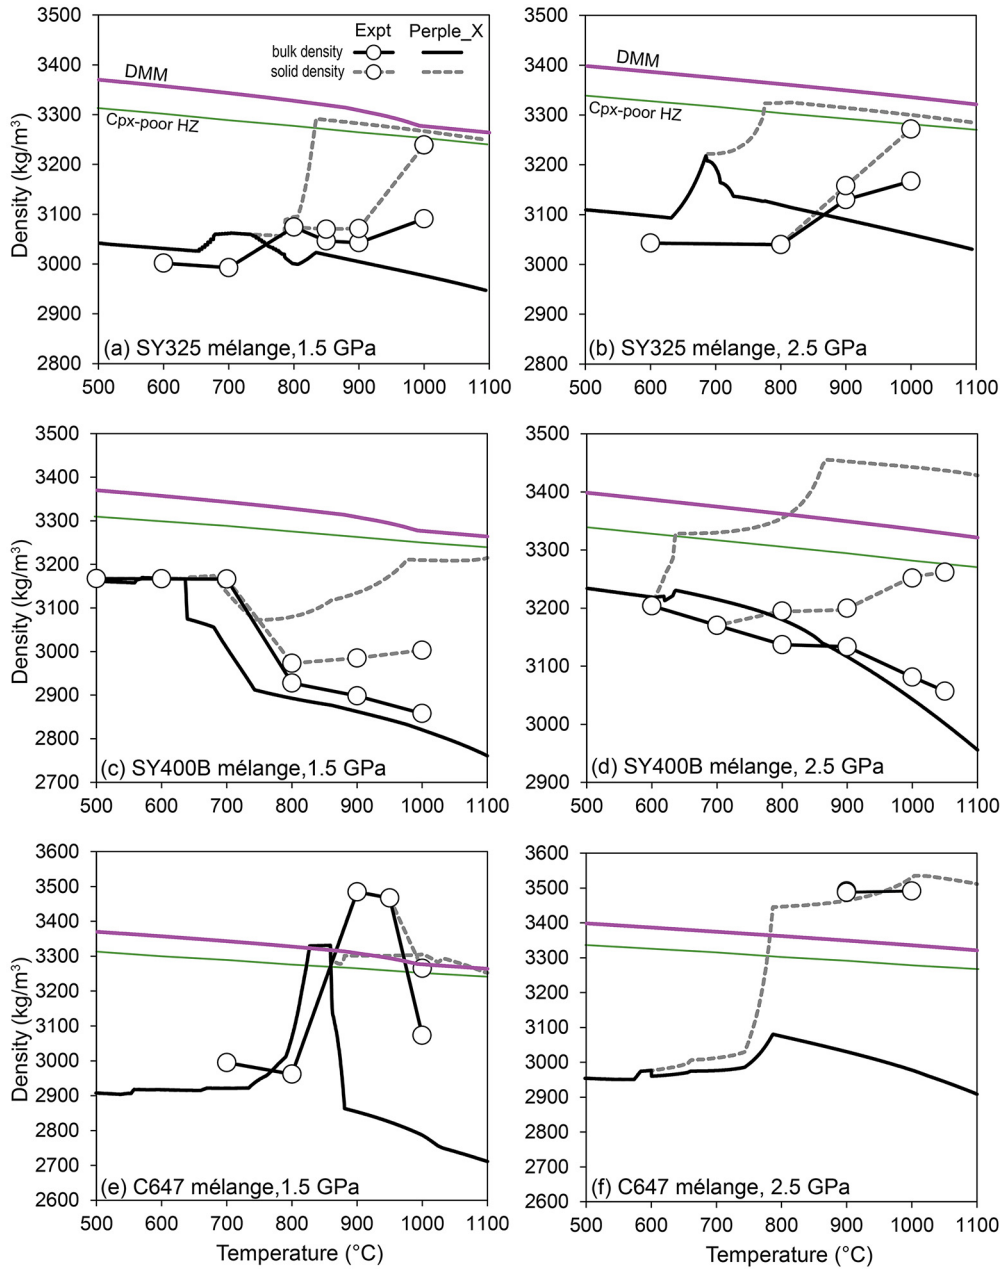 Expt Perple_X
bulk density
solid density
DMM
Cpx-poor HZ
Density (kg/m³)
3500
3400
3300
3200
3100
3000
2900
2800
(a) SY325 mélange,1.5 GPa
500 600 700 800 900 1000 1100
DMM
Cpx-poor HZ
3500
3400
3300
3200
3100
3000
2900
2800
(b) SY325 mélange, 2.5 GPa
500 600 700 800 900 1000 1100
Density (kg/m³)
3500
3400
3300
3200
3100
3000
2900
2800
2700
(c) SY400B mélange,1.5 GPa
500 600 700 800 900 1000 1100
3500
3400
3300
3200
3100
3000
2900
(d) SY400B mélange, 2.5 GPa
500 600 700 800 900 1000 1100
Density (kg/m³)
3600
3500
3400
3300
3200
3100
3000
2900
2800
2700
2600
(e) C647 mélange,1.5 GPa
500 600 700 800 900 1000 1100
Temperature (°C)
3600
3500
3400
3300
3200
3100
3000
2900
2800
2700
2600
(f) C647 mélange, 2.5 GPa
500 600 700 800 900 1000 1100
Temperature (°C)